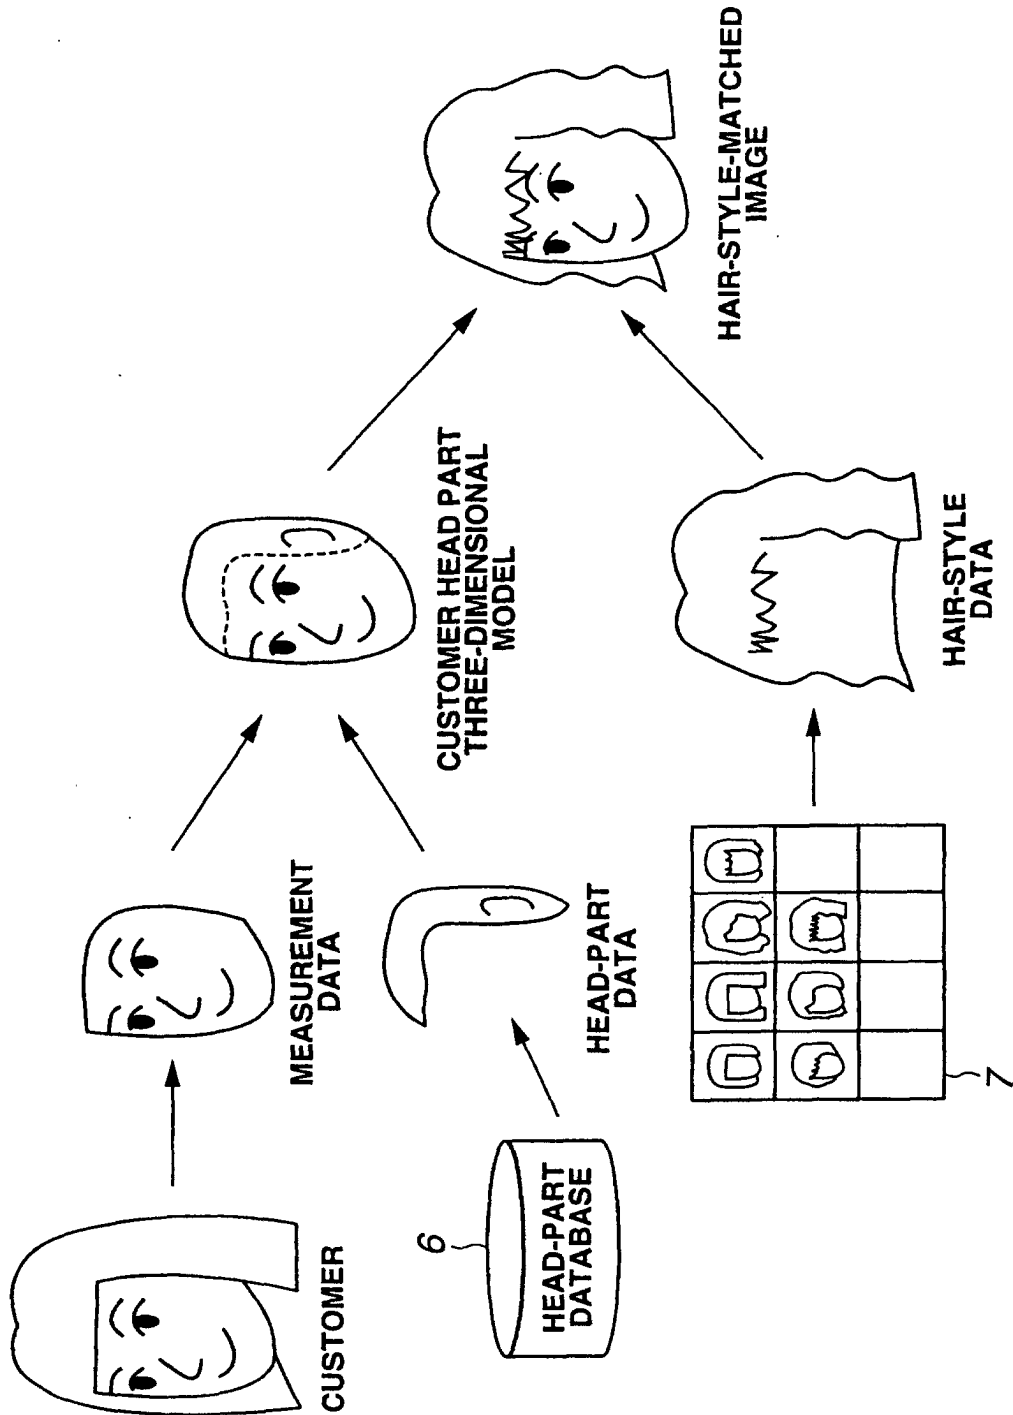 CUSTOMER
MEASUREMENT
DATA
9
HEAD-PART
DATABASE
HEAD-PART
DATA
CUSTOMER HEAD PART
THREE-DIMENSIONAL
MODEL
7
HAIR-STYLE
DATA
HAIR-STYLE-MATCHED
IMAGE